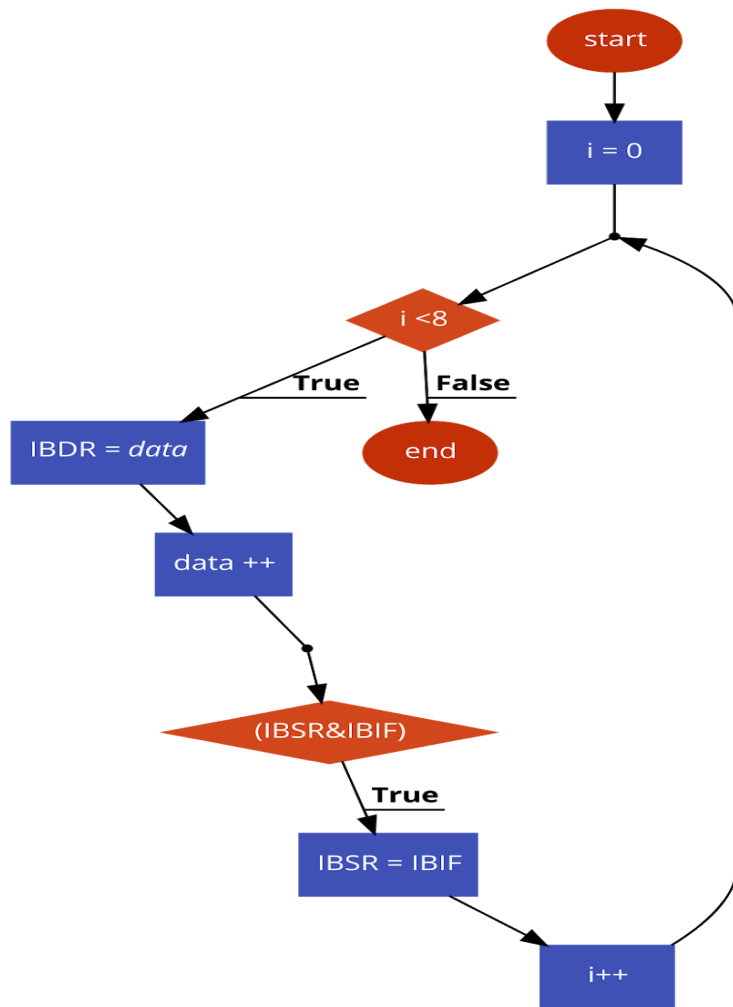 start
i = 0
i <8
True
False
IBDR = data
end
data ++
(IBSR&IBIF)
True
IBSR = IBIF
i++